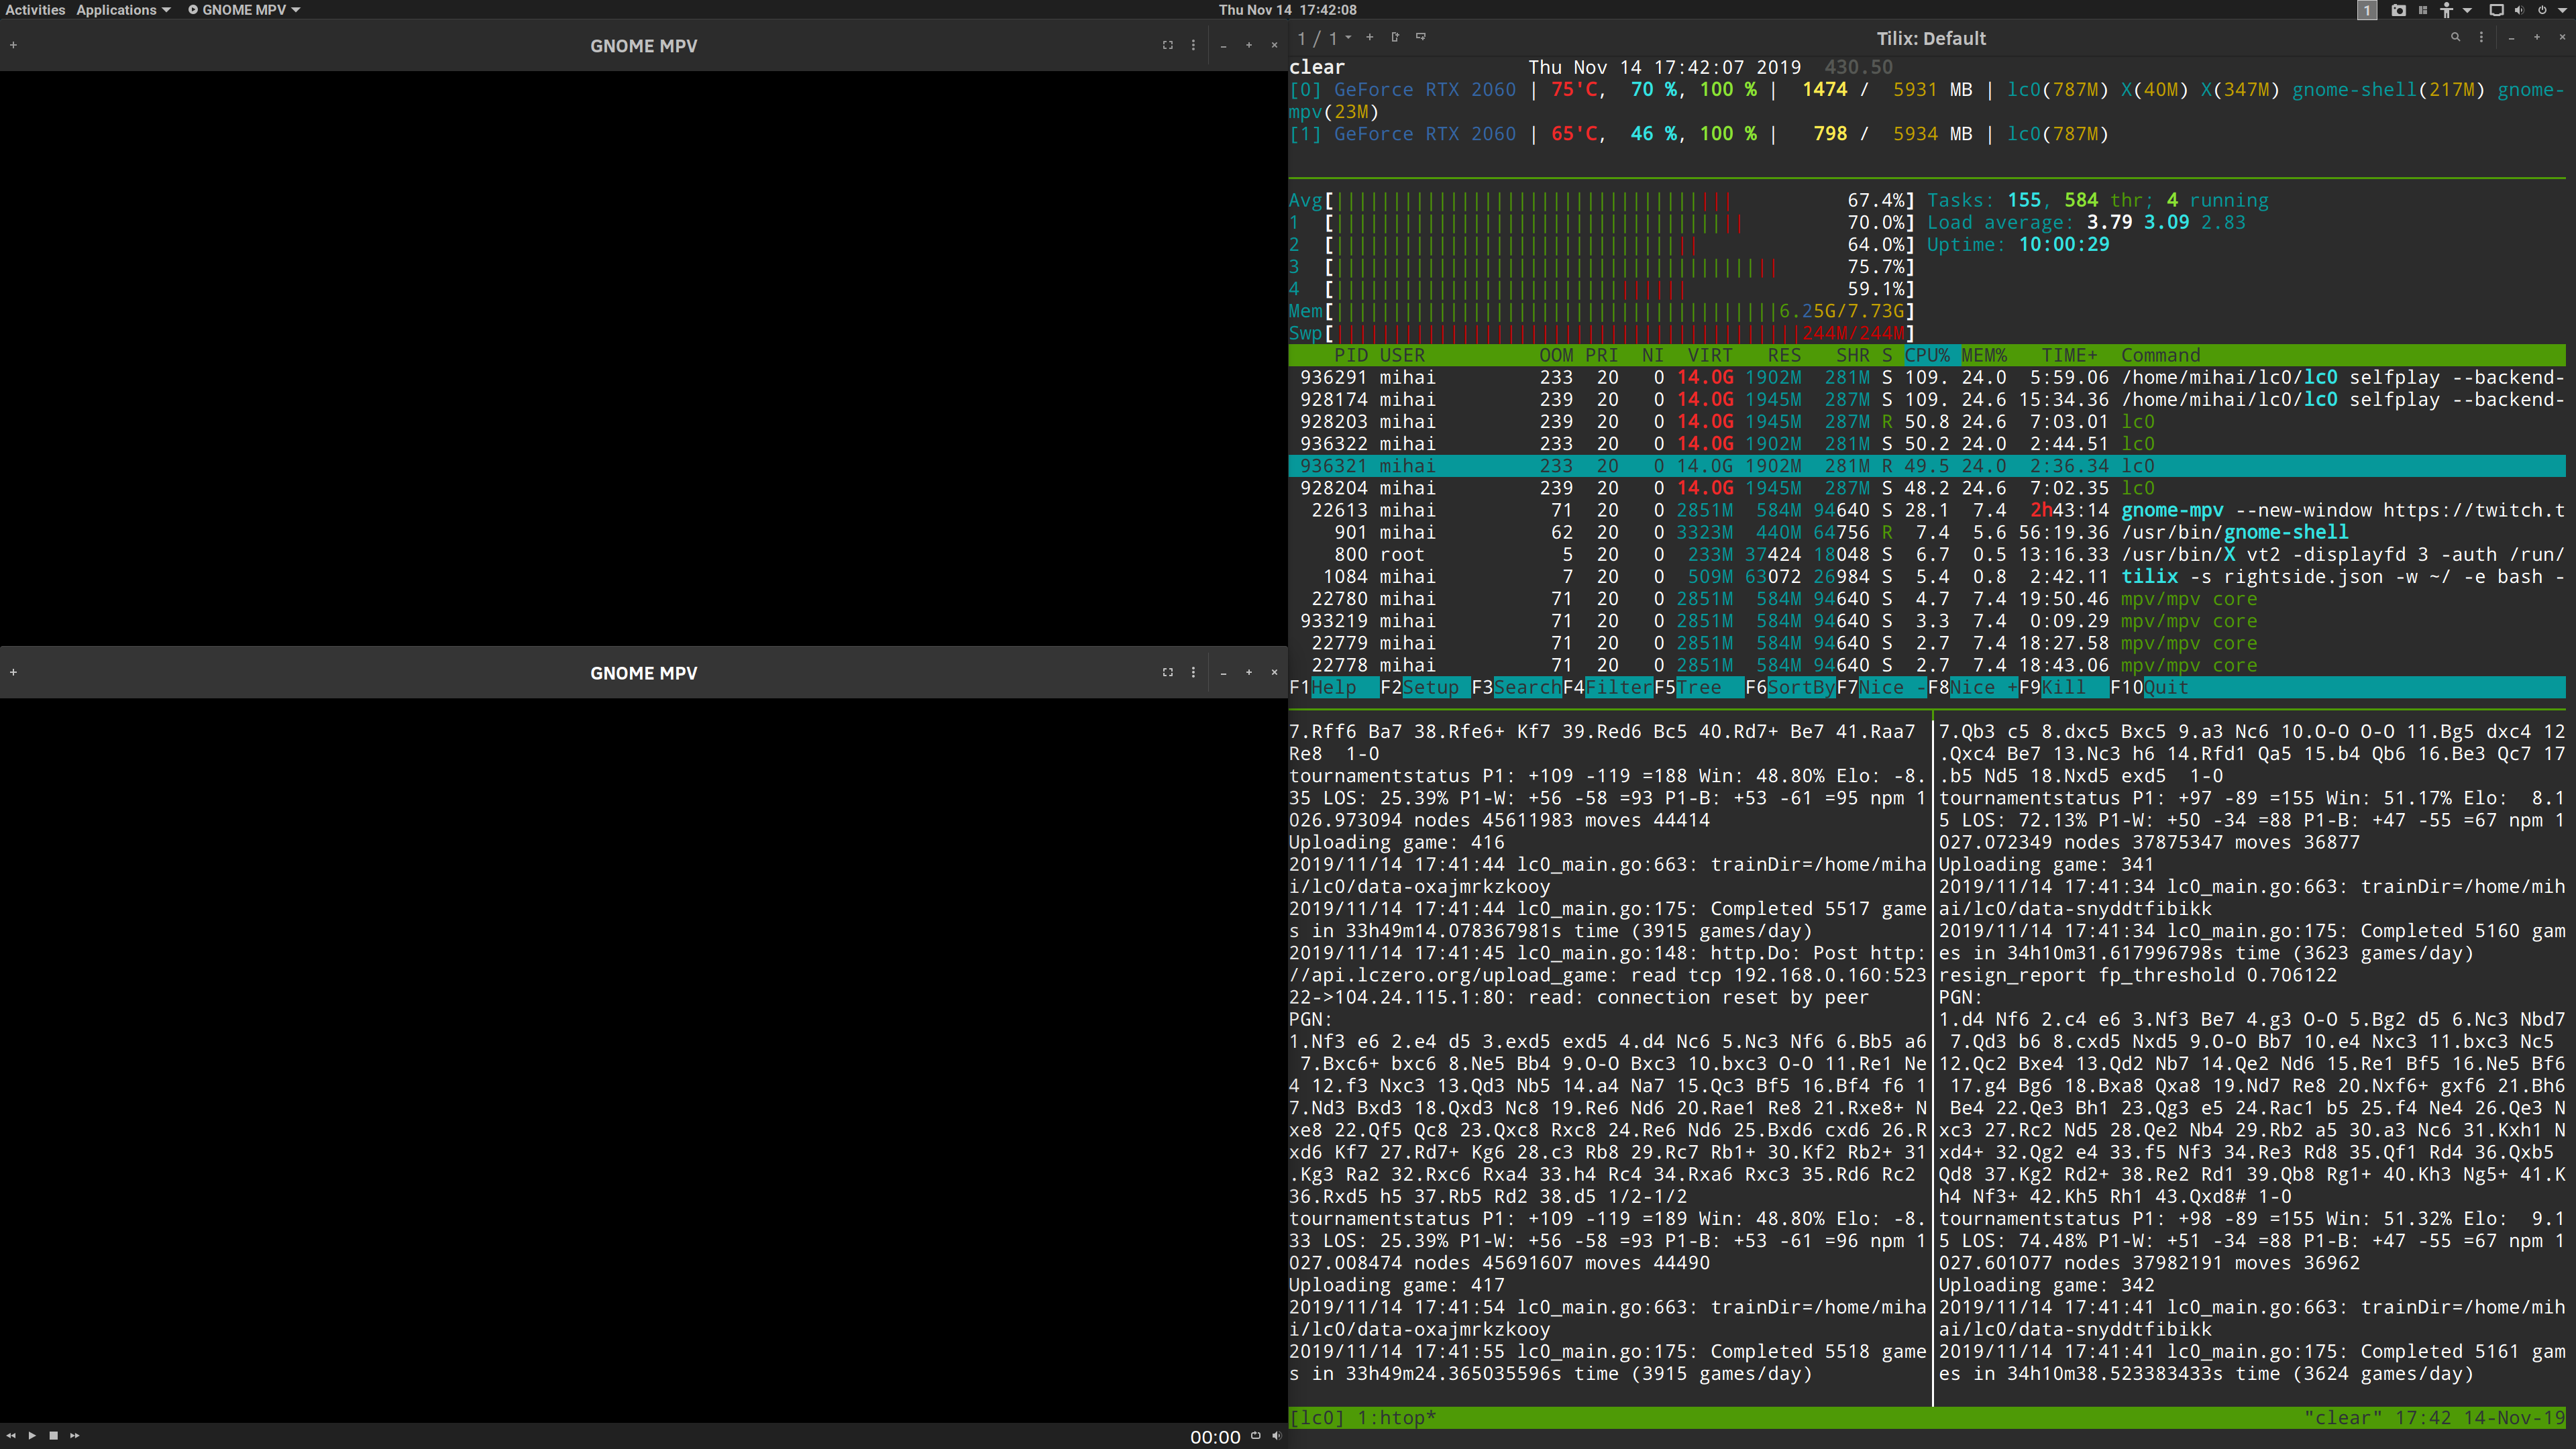 Activities Applications GNOME MPV Thu Nov 14 17:42:08 1
GNOME MPV
GNOME MPV
00:00
1 / 1 Tilix: Default
clear Thu Nov 14 17:42:07 2019 430.50
[0] GeForce RTX 2060 | 75'C, 70 %, 100 % | 1474 / 5931 MB | lc0(787M) X(40M) X(347M) gnome-shell(217M) gnome-
mpv(23M)
[1] GeForce RTX 2060 | 65'C, 46 %, 100 % | 798 / 5934 MB | lc0(787M)
Avg[ 67.4%] Tasks: 155, 584 thr; 4 running
1 [ 70.0%] Load average: 3.79 3.09 2.83
2 [ 64.0%] Uptime: 10:00:29
3 [ 75.7%]
4 [ 59.1%]
Mem[ 6.25G/7.73G]
Swp[ 244M/244M]
PID USER OOM PRI NI VIRT RES SHR S CPU% MEM% TIME+ Command
936291 mihai 233 20 0 14.0G 1902M 281M S 109. 24.0 5:59.06 /home/mihai/lc0/lc0 selfplay --backend-
928174 mihai 239 20 0 14.0G 1945M 287M S 109. 24.6 15:34.36 /home/mihai/lc0/lc0 selfplay --backend-
928203 mihai 239 20 0 14.0G 1945M 287M R 50.8 24.6 7:03.01 lc0
936322 mihai 233 20 0 14.0G 1902M 281M S 50.2 24.0 2:44.51 lc0
936321 mihai 233 20 0 14.0G 1902M 281M R 49.5 24.0 2:36.34 lc0
928204 mihai 239 20 0 14.0G 1945M 287M S 48.2 24.6 7:02.35 lc0
22613 mihai 71 20 0 2851M 584M 94640 S 28.1 7.4 2h43:14 gnome-mpv --new-window https://twitch.t
901 mihai 62 20 0 3323M 440M 64756 R 7.4 5.6 56:19.36 /usr/bin/gnome-shell
800 root 5 20 0 233M 37424 18048 S 6.7 0.5 13:16.33 /usr/bin/X vt2 -displayfd 3 -auth /run/
1084 mihai 7 20 0 509M 63072 26984 S 5.4 0.8 2:42.11 tilix -s rightside.json -w ~/ -e bash -
22780 mihai 71 20 0 2851M 584M 94640 S 4.7 7.4 19:50.46 mpv/mpv core
933219 mihai 71 20 0 2851M 584M 94640 S 3.3 7.4 0:09.29 mpv/mpv core
22779 mihai 71 20 0 2851M 584M 94640 S 2.7 7.4 18:27.58 mpv/mpv core
22778 mihai 71 20 0 2851M 584M 94640 S 2.7 7.4 18:43.06 mpv/mpv core
F1Help F2Setup F3SearchF4FilterF5Tree F6SortByF7Nice -F8Nice +F9Kill F10Quit
7.Rff6 Ba7 38.Rfe6+ Kf7 39.Red6 Bc5 40.Rd7+ Be7 41.Raa7
Re8 1-0
tournamentstatus P1: +109 -119 =188 Win: 48.80% Elo: -8.
35 LOS: 25.39% P1-W: +56 -58 =93 P1-B: +53 -61 =95 npm 1
026.973094 nodes 45611983 moves 44414
Uploading game: 416
2019/11/14 17:41:44 lc0_main.go:663: trainDir=/home/miha
i/lc0/data-oxajmrkzkooy
2019/11/14 17:41:44 lc0_main.go:175: Completed 5517 game
s in 33h49m14.078367981s time (3915 games/day)
2019/11/14 17:41:45 lc0_main.go:148: http.Do: Post http:
//api.lczero.org/upload_game: read tcp 192.168.0.160:523
22->104.24.115.1:80: read: connection reset by peer
PGN:
1.Nf3 e6 2.e4 d5 3.exd5 exd5 4.d4 Nc6 5.Nc3 Nf6 6.Bb5 a6
7.Bxc6+ bxc6 8.Ne5 Bb4 9.O-O Bxc3 10.bxc3 O-O 11.Re1 Ne
4 12.f3 Nxc3 13.Qd3 Nb5 14.a4 Na7 15.Qc3 Bf5 16.Bf4 f6 1
7.Nd3 Bxd3 18.Qxd3 Nc8 19.Re6 Nd6 20.Rae1 Re8 21.Rxe8+ N
xe8 22.Qf5 Qc8 23.Qxc8 Rxc8 24.Re6 Nd6 25.Bxd6 cxd6 26.R
xd6 Kf7 27.Rd7+ Kg6 28.c3 Rb8 29.Rc7 Rb1+ 30.Kf2 Rb2+ 31
.Kg3 Ra2 32.Rxc6 Rxa4 33.h4 Rc4 34.Rxa6 Rxc3 35.Rd6 Rc2
36.Rxd5 h5 37.Rb5 Rd2 38.d5 1/2-1/2
tournamentstatus P1: +109 -119 =189 Win: 48.80% Elo: -8.
33 LOS: 25.39% P1-W: +56 -58 =93 P1-B: +53 -61 =96 npm 1
027.008474 nodes 45691607 moves 44490
Uploading game: 417
2019/11/14 17:41:54 lc0_main.go:663: trainDir=/home/miha
i/lc0/data-oxajmrkzkooy
2019/11/14 17:41:55 lc0_main.go:175: Completed 5518 game
s in 33h49m24.365035596s time (3915 games/day)
7.Qb3 c5 8.dxc5 Bxc5 9.a3 Nc6 10.O-O O-O 11.Bg5 dxc4 12
.Qxc4 Be7 13.Nc3 h6 14.Rfd1 Qa5 15.b4 Qb6 16.Be3 Qc7 17
.b5 Nd5 18.Nxd5 exd5 1-0
tournamentstatus P1: +97 -89 =155 Win: 51.17% Elo: 8.1
5 LOS: 72.13% P1-W: +50 -34 =88 P1-B: +47 -55 =67 npm 1
027.072349 nodes 37875347 moves 36877
Uploading game: 341
2019/11/14 17:41:34 lc0_main.go:663: trainDir=/home/mih
ai/lc0/data-snyddtfibikk
2019/11/14 17:41:34 lc0_main.go:175: Completed 5160 gam
es in 34h10m31.617996798s time (3623 games/day)
resign_report fp_threshold 0.706122
PGN:
1.d4 Nf6 2.c4 e6 3.Nf3 Be7 4.g3 O-O 5.Bg2 d5 6.Nc3 Nbd7
7.Qd3 b6 8.cxd5 Nxd5 9.O-O Bb7 10.e4 Nxc3 11.bxc3 Nc5
12.Qc2 Bxe4 13.Qd2 Nb7 14.Qe2 Nd6 15.Re1 Bf5 16.Ne5 Bf6
17.g4 Bg6 18.Bxa8 Qxa8 19.Nd7 Re8 20.Nxf6+ gxf6 21.Bh6
Be4 22.Qe3 Bh1 23.Qg3 e5 24.Rac1 b5 25.f4 Ne4 26.Qe3 N
xc3 27.Rc2 Nd5 28.Qe2 Nb4 29.Rb2 a5 30.a3 Nc6 31.Kxh1 N
xd4+ 32.Qg2 e4 33.f5 Nf3 34.Re3 Rd8 35.Qf1 Rd4 36.Qxb5
Qd8 37.Kg2 Rd2+ 38.Re2 Rd1 39.Qb8 Rg1+ 40.Kh3 Ng5+ 41.K
h4 Nf3+ 42.Kh5 Rh1 43.Qxd8# 1-0
tournamentstatus P1: +98 -89 =155 Win: 51.32% Elo: 9.1
5 LOS: 74.48% P1-W: +51 -34 =88 P1-B: +47 -55 =67 npm 1
027.601077 nodes 37982191 moves 36962
Uploading game: 342
2019/11/14 17:41:41 lc0_main.go:663: trainDir=/home/mih
ai/lc0/data-snyddtfibikk
2019/11/14 17:41:41 lc0_main.go:175: Completed 5161 gam
es in 34h10m38.523383433s time (3624 games/day)
[lc0] 1:htop* "clear" 17:42 14-Nov-19